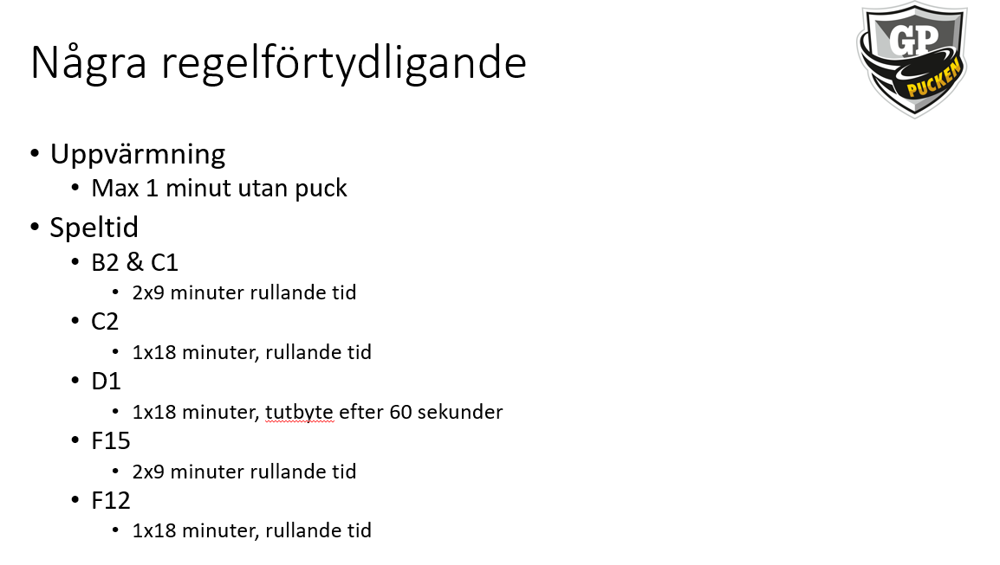 Några regelförtydligande
GP
PUCKEN
• Uppvärmning
• Max 1 minut utan puck
• Speltid
• B2 & C1
• 2x9 minuter rullande tid
• C2
• 1x18 minuter, rullande tid
• D1
• 1x18 minuter, tutbyte efter 60 sekunder
• F15
• 2x9 minuter rullande tid
• F12
• 1x18 minuter, rullande tid